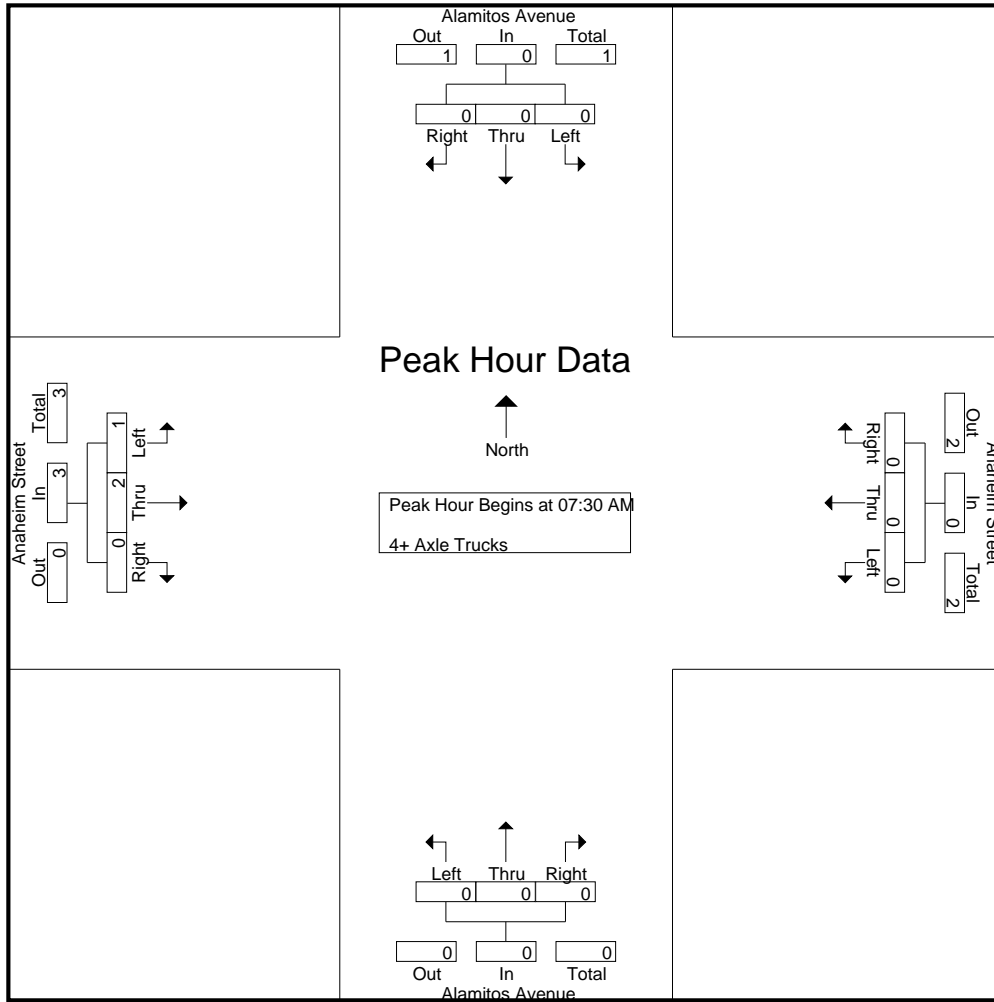 Alamitos Avenue
Out In Total
1 0 1
0 0 0
Right Thru Left
Peak Hour Data
North
Peak Hour Begins at 07:30 AM
4+ Axle Trucks
Anaheim Street
Out In Total
0 3 3
0 2 1
Right Thru Left
Anaheim Street
Out In Total
2 0 2
0 0 0
Right Thru Left
Left Thru Right
0 0 0
0 0 0
Out In Total
Alamitos Avenue